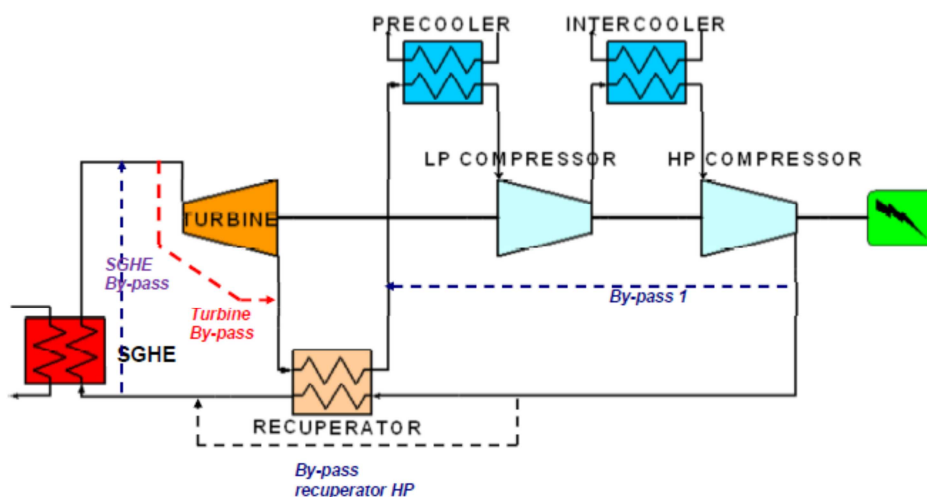 PRECOOLER
INTERCOOLER
LP COMPRESSOR
HP COMPRESSOR
TURBINE
SGHE
By-pass
Turbine
By-pass
By-pass 1
SGHE
RECUPERATOR
By-pass
recuperator HP